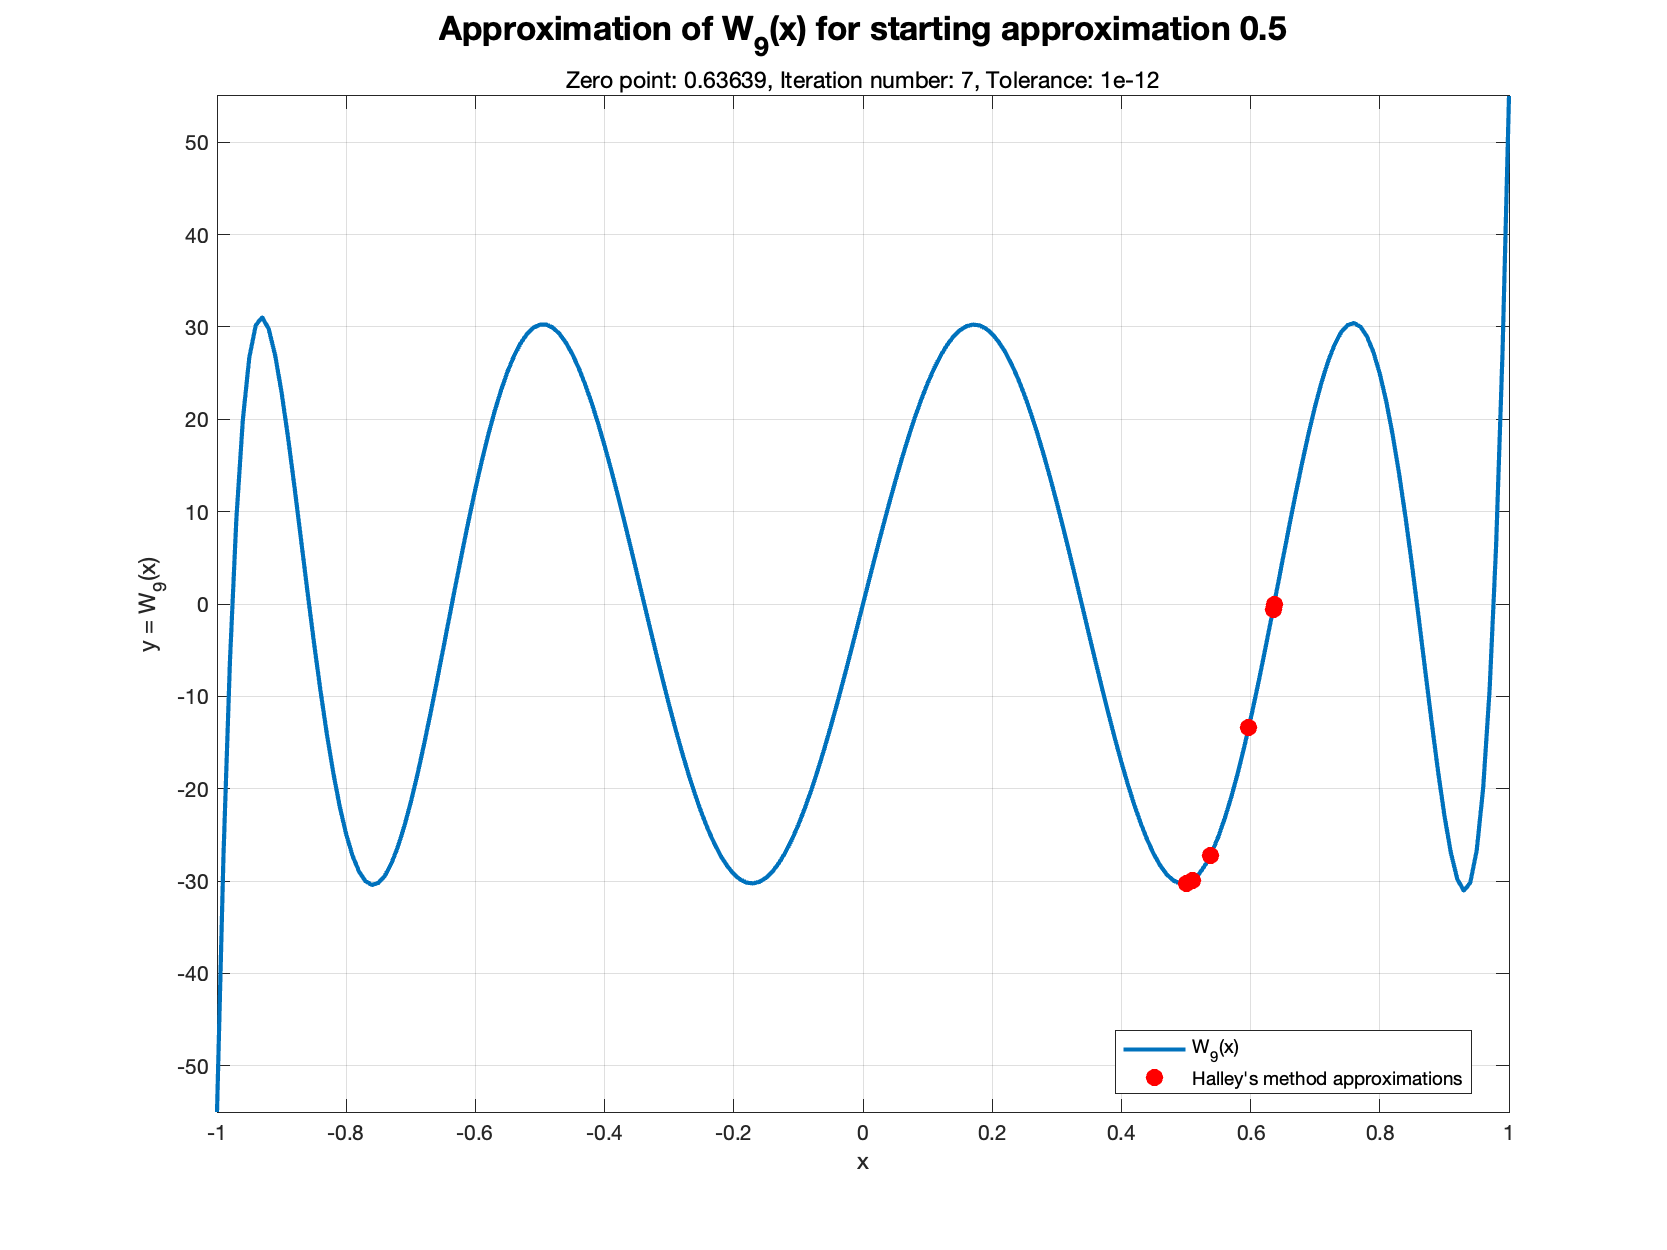 Approximation of W9(x) for starting approximation 0.5
Zero point: 0.63639, Iteration number: 7, Tolerance: 1e-12
50
40
30
20
10
0
-10
-20
-30
-40
-50
y = W9(x)
-1 -0.8 -0.6 -0.4 -0.2 0 0.2 0.4 0.6 0.8 1
x
W9(x)
Halley's method approximations